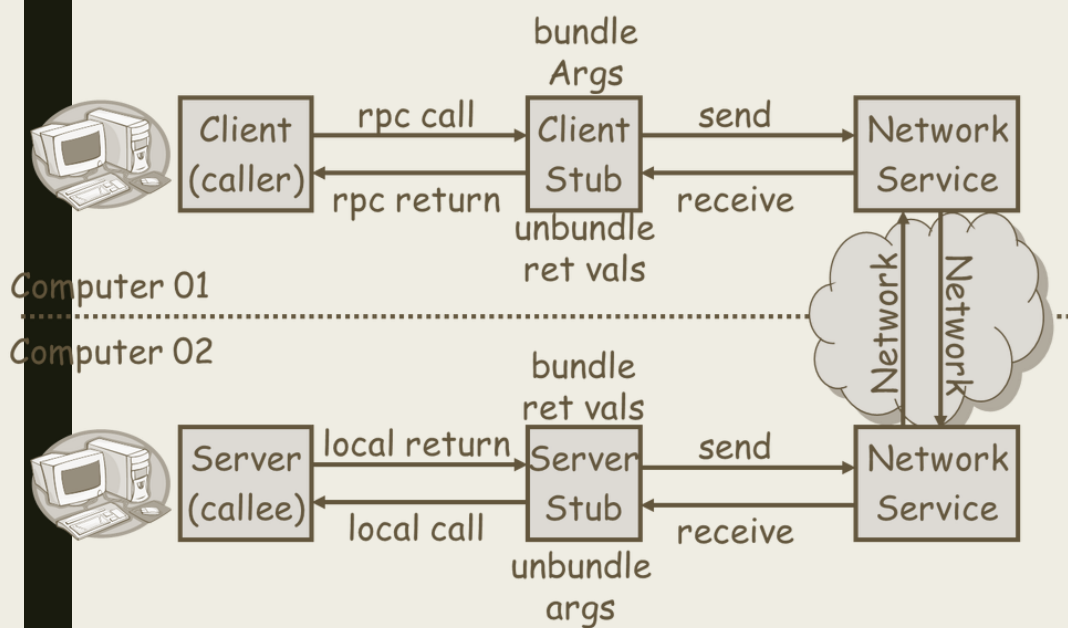 bundle
Args
Client
(caller)
rpc call
rpc return
Client
Stub
send
receive
Network
Service
unbundle
ret vals
Computer 01
Network
Network
Computer 02
bundle
ret vals
Server
(callee)
local return
local call
Server
Stub
send
receive
Network
Service
unbundle
args